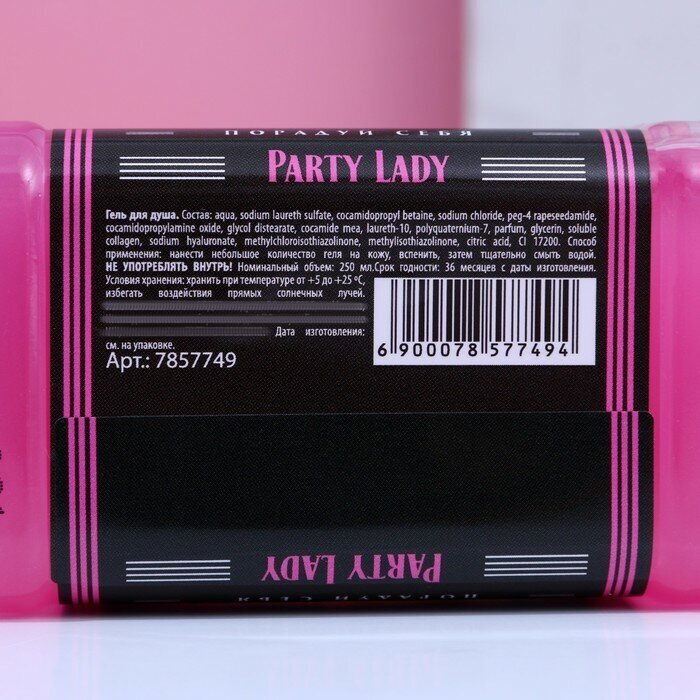 ПОРАДУЙ СЕБЯ
PARTY LADY
Гель для душа. Состав: aqua, sodium laureth sulfate, cocamidopropyl betaine, sodium chloride, peg-4 rapeseedamide,
cocamidopropylamine oxide, glycol distearate, cocamide mea, laureth-10, polyquaternium-7, parfum, glycerin, soluble
collagen, sodium hyaluronate, methylchloroisothiazolinone, methylisothiazolinone, citric acid, CI 17200. Способ
применения: нанести небольшое количество геля на кожу, вспенить, затем тщательно смыть водой.
НЕ УПОТРЕБЛЯТЬ ВНУТРЬ! Номинальный объем: 250 мл.Срок годности: 36 месяцев с даты изготовления.
Условия хранения: хранить при температуре от +5 до +25 ºС,
избегать воздействия прямых солнечных лучей.
Дата изготовления:
см. на упаковке.
Арт.: 7857749
6 900078 577494
PARTY LADY
ПОРАДУЙ СЕБЯ